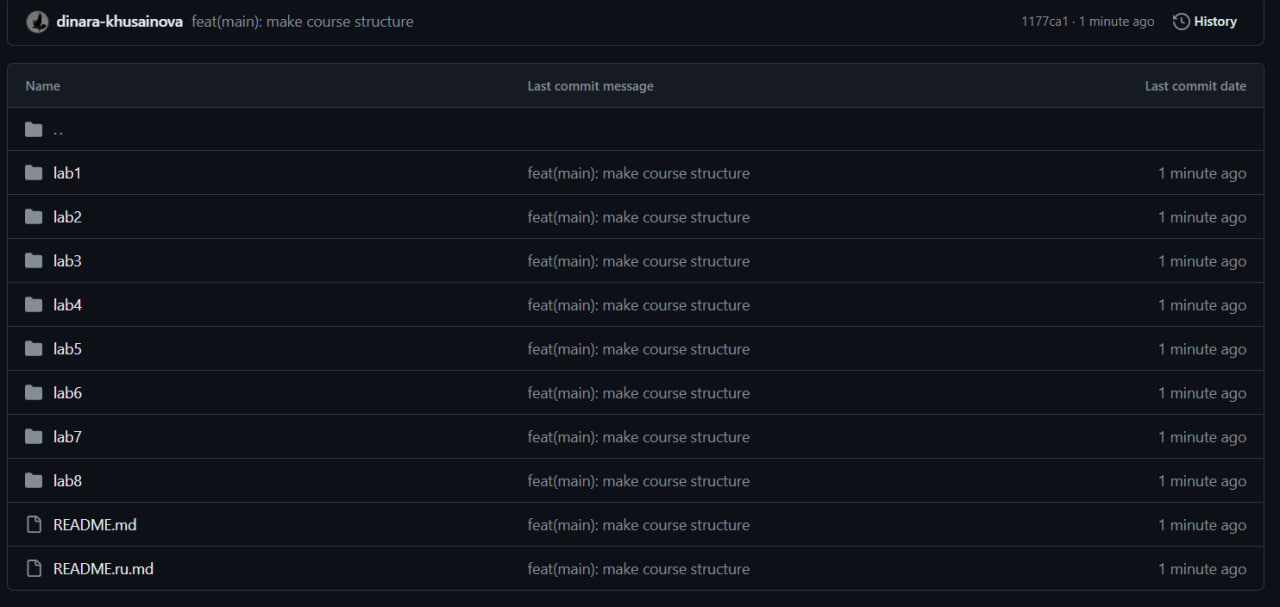 dinara-khusainova feat(main): make course structure 1177ca1 · 1 minute ago History
Name Last commit message Last commit date
..
lab1 feat(main): make course structure 1 minute ago
lab2 feat(main): make course structure 1 minute ago
lab3 feat(main): make course structure 1 minute ago
lab4 feat(main): make course structure 1 minute ago
lab5 feat(main): make course structure 1 minute ago
lab6 feat(main): make course structure 1 minute ago
lab7 feat(main): make course structure 1 minute ago
lab8 feat(main): make course structure 1 minute ago
README.md feat(main): make course structure 1 minute ago
README.ru.md feat(main): make course structure 1 minute ago